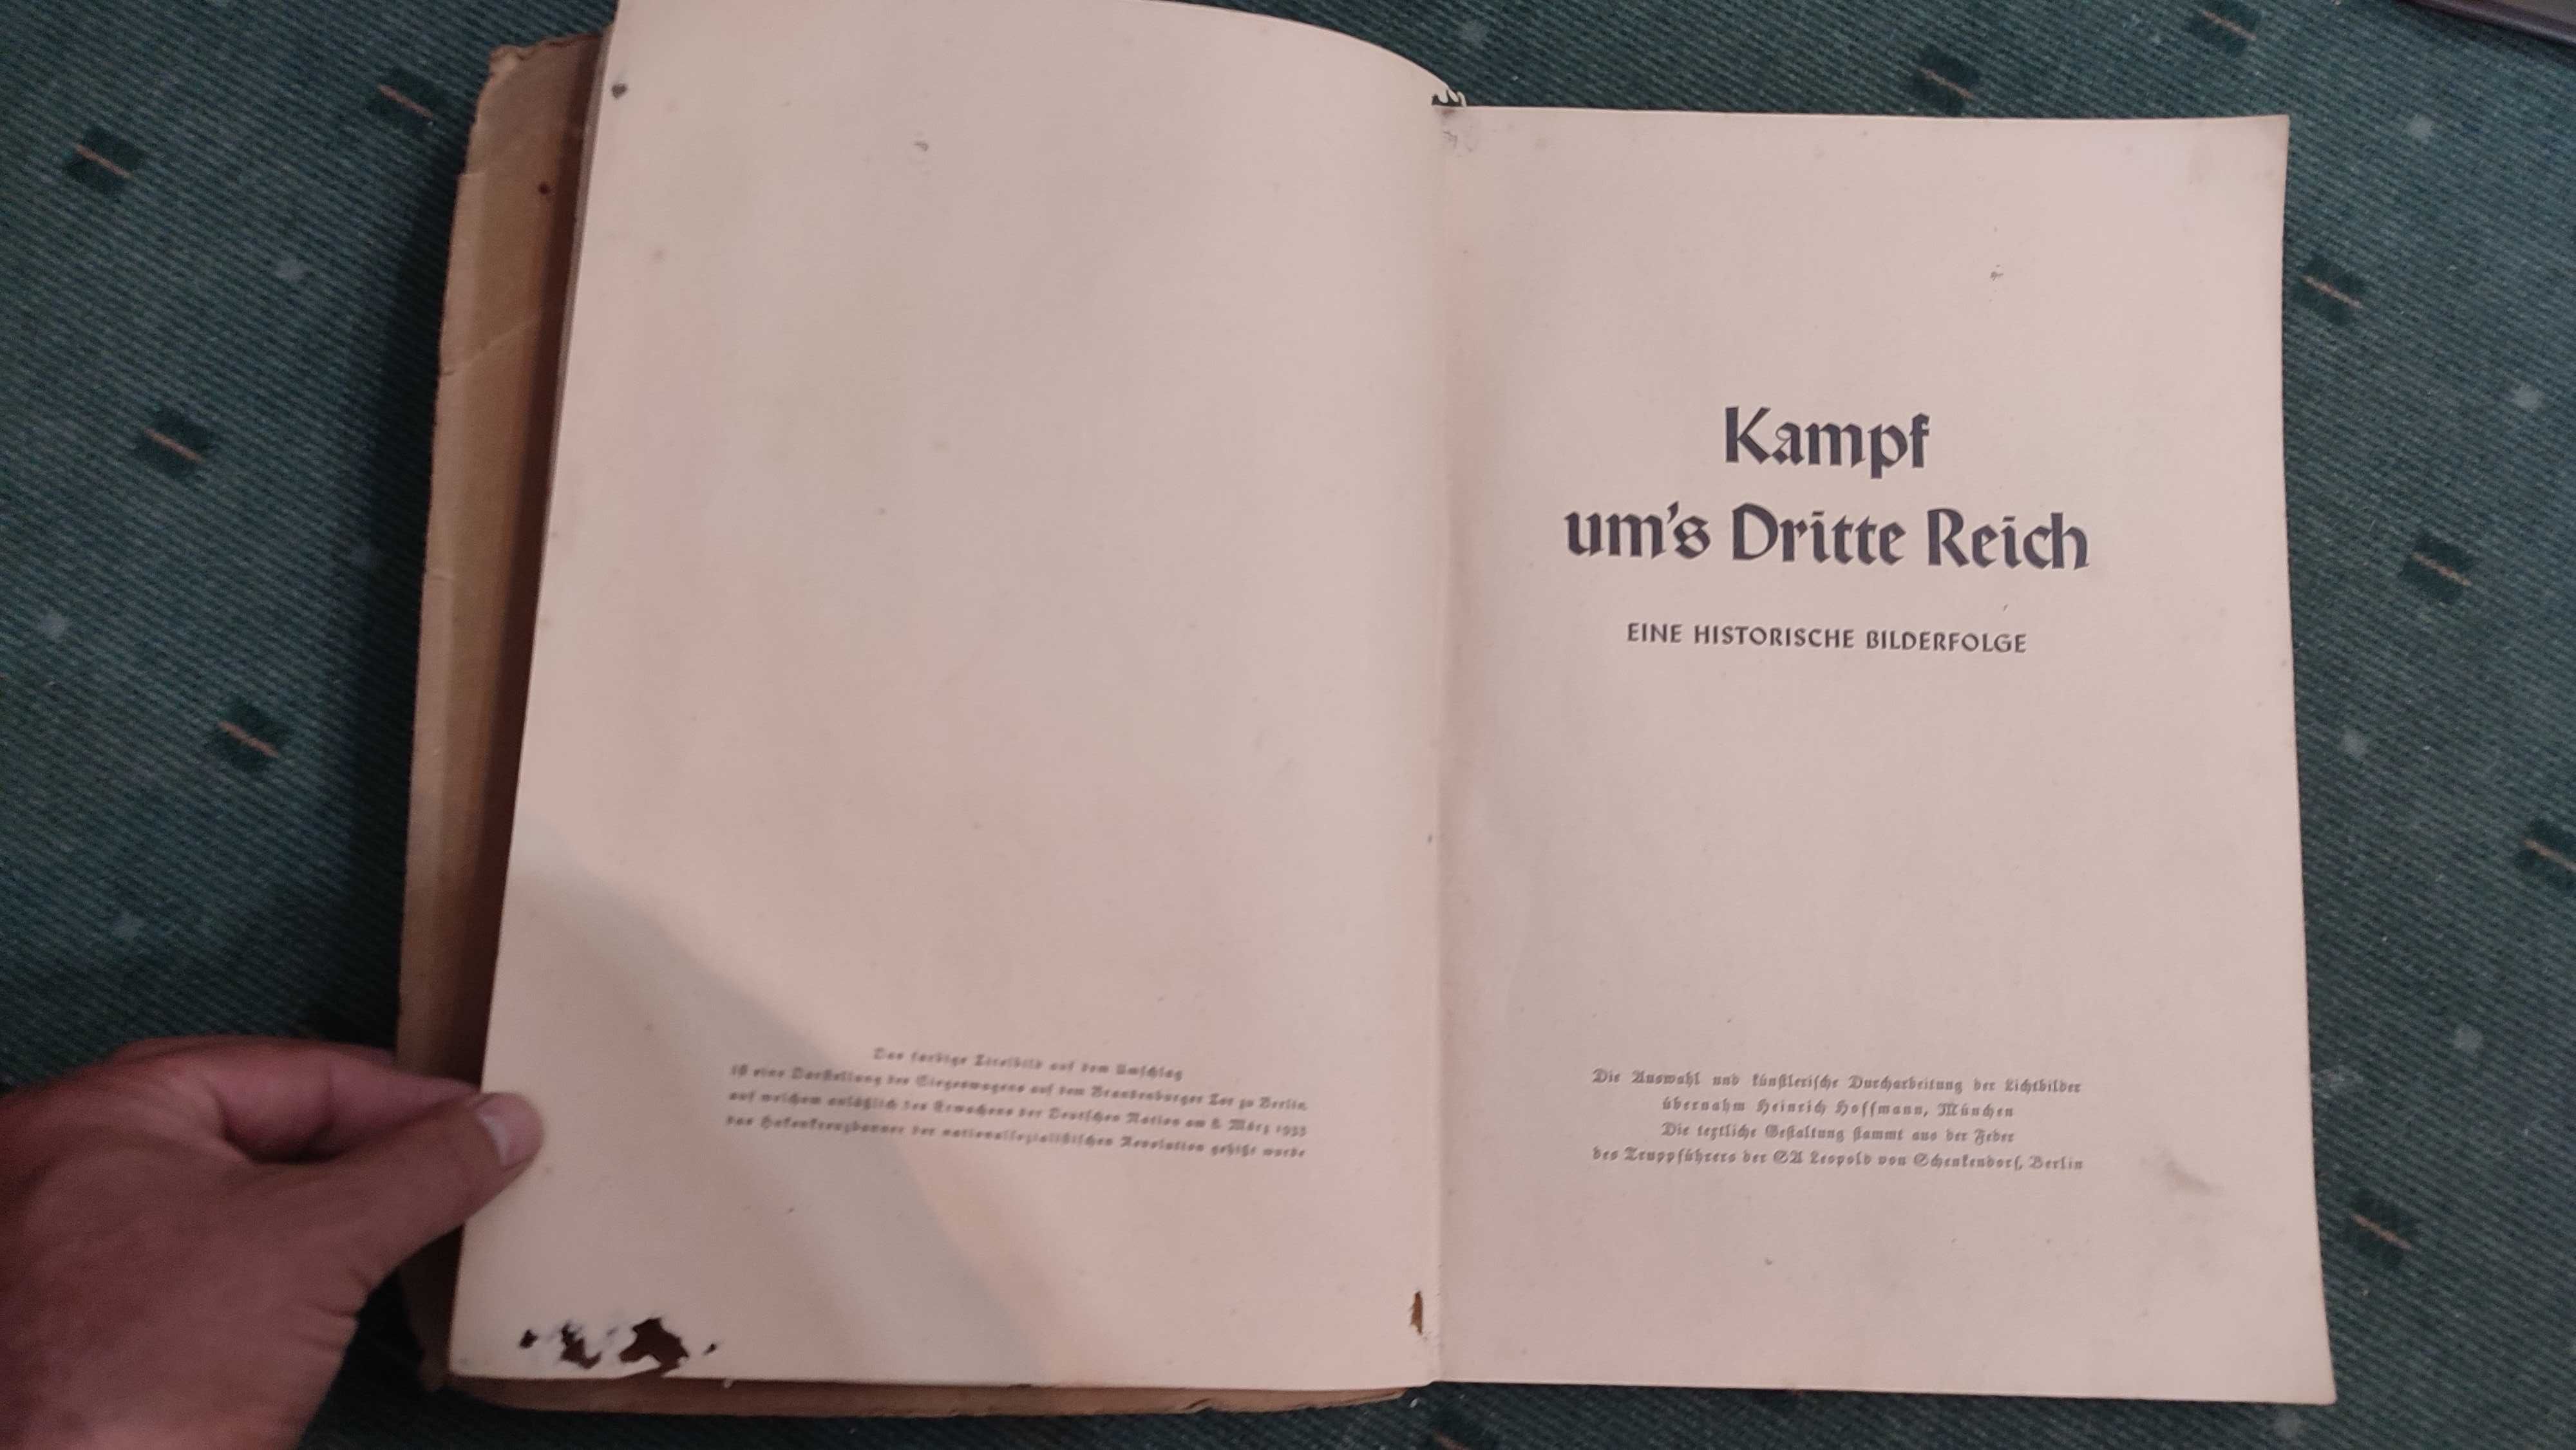 Das farbige Titelbild auf dem Umschlag
ist eine Darstellung des Siegeswagens auf dem Brandenburger Tor zu Berlin,
auf welchem anläßlich des Erwachens der Deutschen Nation am 8. März 1933
das Hakenkreuzbanner der nationalsozialistischen Revolution gehißt wurde
Kampf
um's Dritte Reich
EINE HISTORISCHE BILDERFOLGE
Die Auswahl und künstlerische Durcharbeitung der Lichtbilder
übernahm Heinrich Hoffmann, München
Die textliche Gestaltung stammt aus der Feder
des Truppführers der SA Leopold von Schenkendorf, Berlin